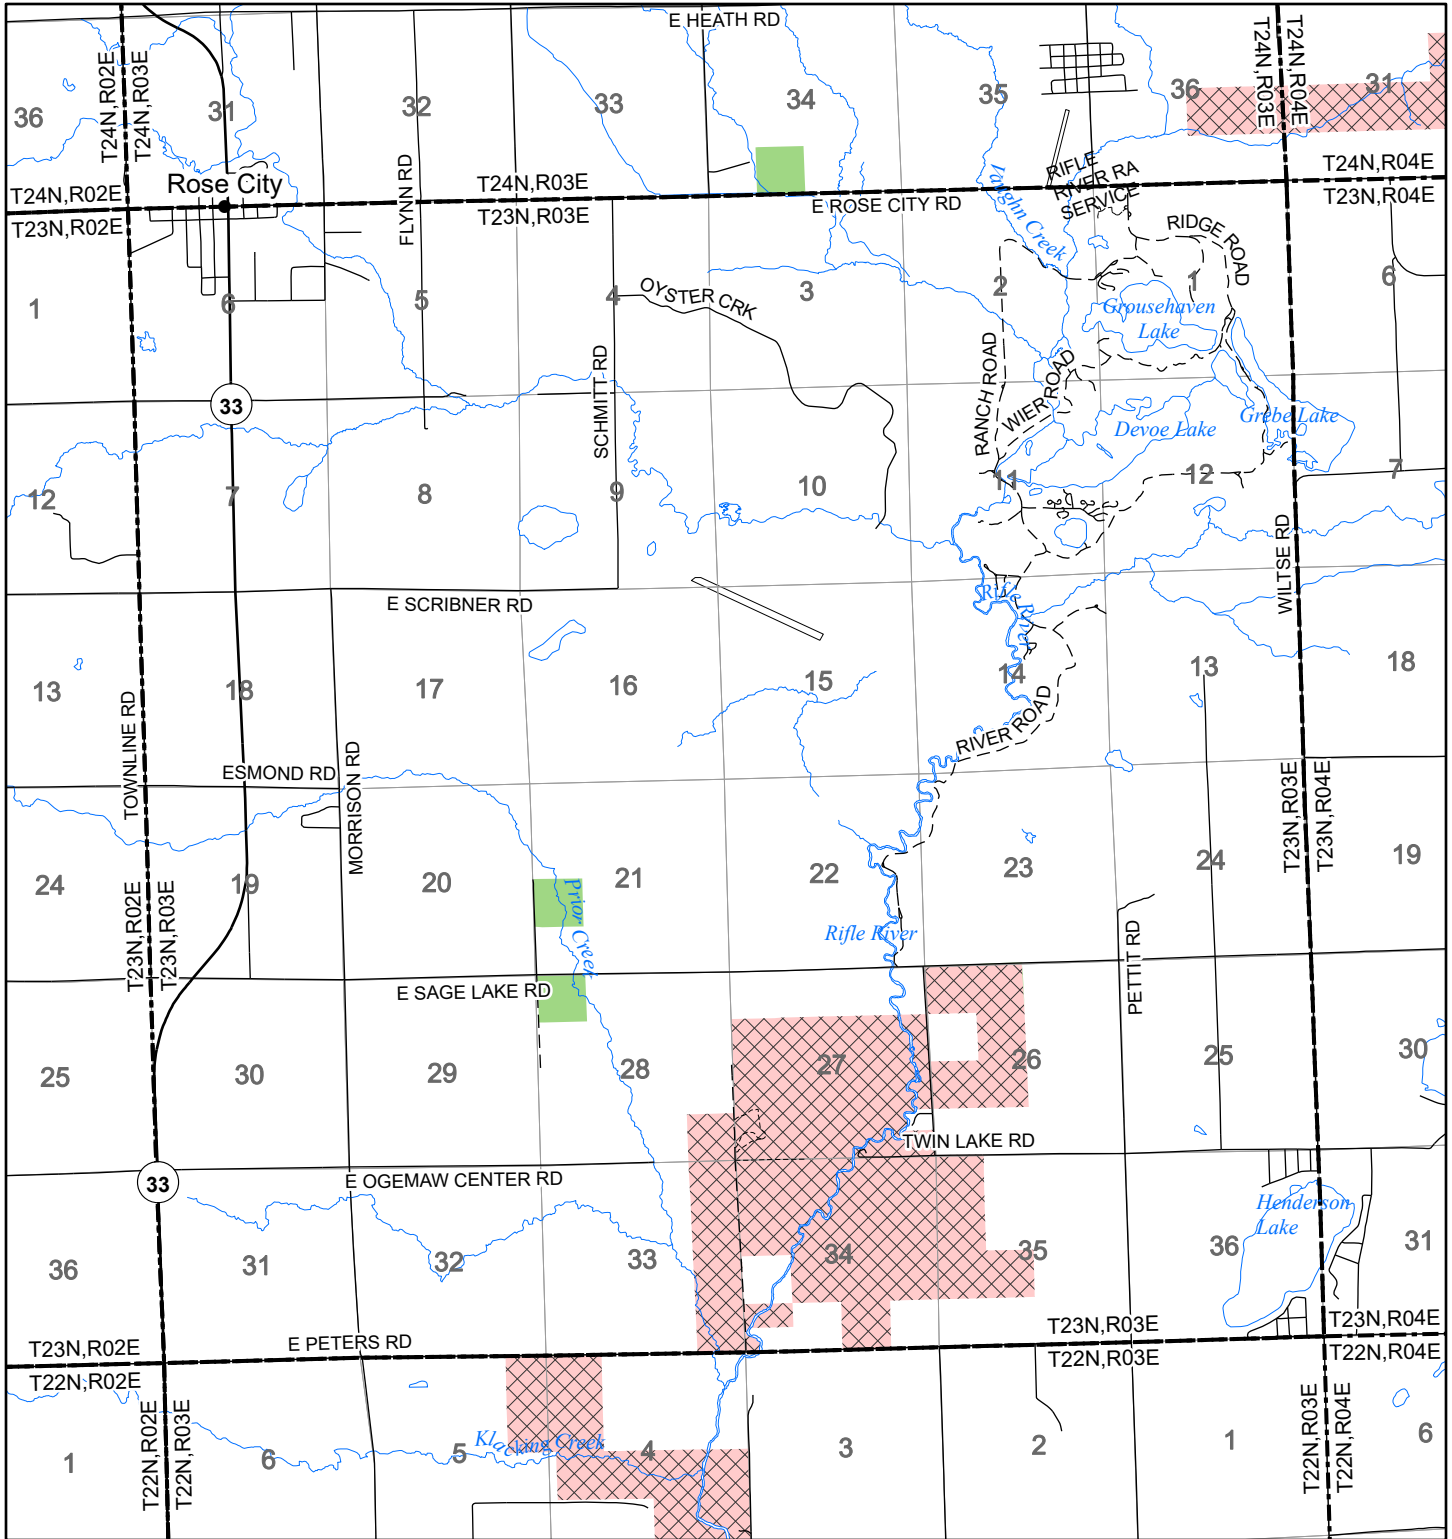 E HEATH RD
T24N,R02E
T24N,R03E
T24N,R03E
T24N,R04E
36
31
32
33
34
35
36
31
FLYNN RD
Rose City
T24N,R02E
T23N,R02E
T24N,R03E
T23N,R03E
E ROSE CITY RD
Vaughn Creek
RIFLE
RIVER RA
SERVICE
T24N,R04E
T23N,R04E
RIDGE ROAD
1
6
5
4
3
2
1
6
OYSTER CRK
Grousehaven
Lake
SCHMITT RD
RANCH ROAD
WIER ROAD
33
Devoe Lake
Grebe Lake
12
7
8
9
10
11
12
7
WILTSE RD
E SCRIBNER RD
Rifle River
13
18
17
16
15
14
13
18
TOWNLINE RD
RIVER ROAD
ESMOND RD
MORRISON RD
T23N,R03E
T23N,R04E
24
19
20
21
22
23
24
19
T23N,R02E
T23N,R03E
Prior Creek
Rifle River
PETTIT RD
E SAGE LAKE RD
25
30
29
28
27
26
25
30
TWIN LAKE RD
33
E OGEMAW CENTER RD
Henderson
Lake
36
31
32
33
34
35
36
31
T23N,R02E
T22N,R02E
E PETERS RD
T23N,R03E
T22N,R03E
T23N,R04E
T22N,R04E
T22N,R02E
T22N,R03E
T22N,R03E
T22N,R04E
Klacking Creek
1
6
5
4
3
2
1
6